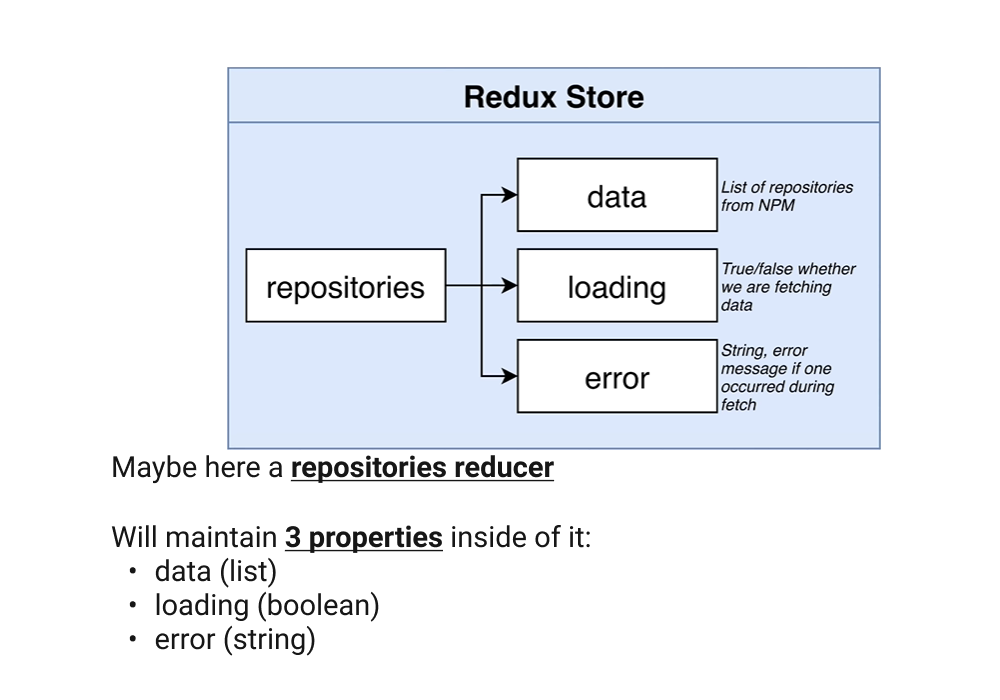 Redux Store
data
List of repositories
from NPM
repositories
loading
True/false whether
we are fetching
data
error
String, error
message if one
occurred during
fetch
Maybe here a repositories reducer
Will maintain 3 properties inside of it:
• data (list)
• loading (boolean)
• error (string)